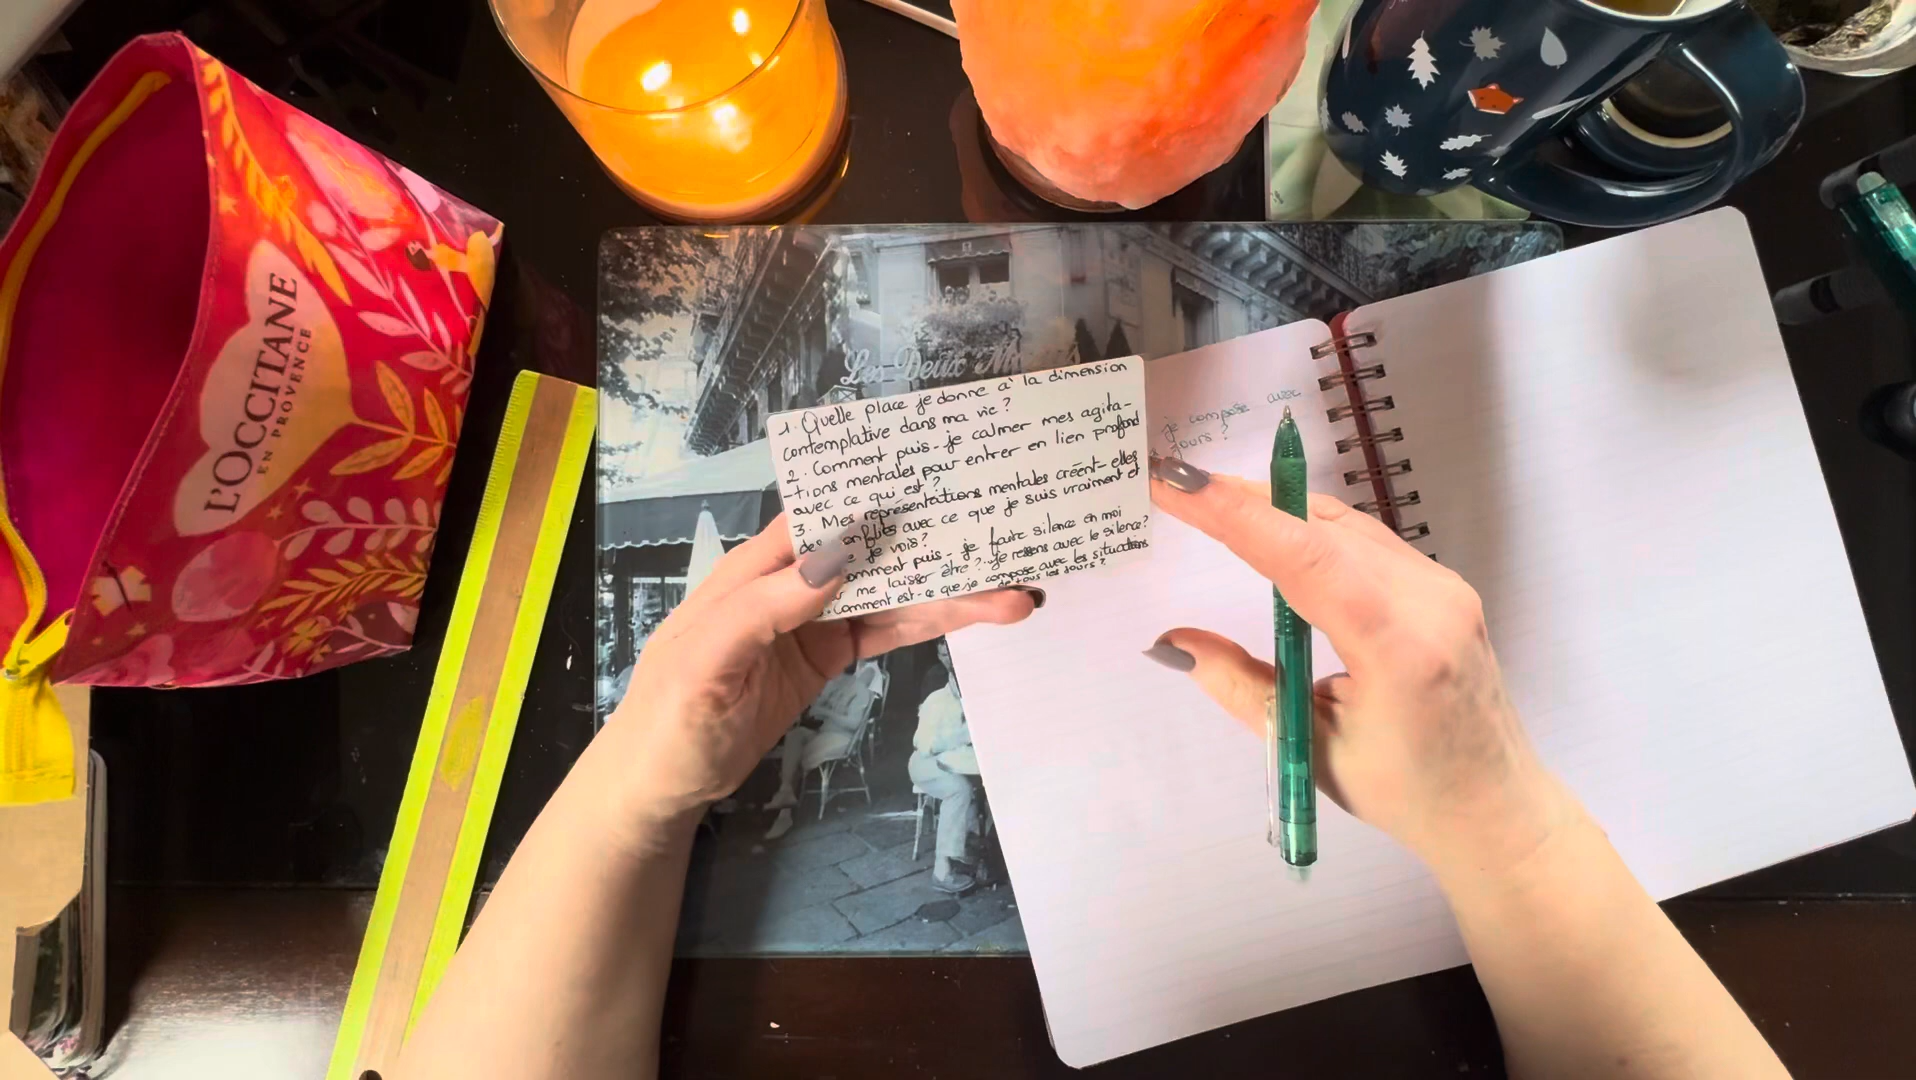 L'OCCITANE
EN PROVENCE
Les Deux
1. Quelle place je donne à la dimension
contemplative dans ma vie ?
2. Comment puis-je calmer mes agita-
-tions mentales pour entrer en lien profond
avec ce qui est ?
3. Mes représentations mentales créent-elles
des conflits avec ce que je suis vraiment et
je vois ?
comment puis-je faire silence en moi
me laisser être ? je ressens avec le silence ?
Comment est-ce que je compose avec les situations
de tous les jours ?
je compose avec
jours ?